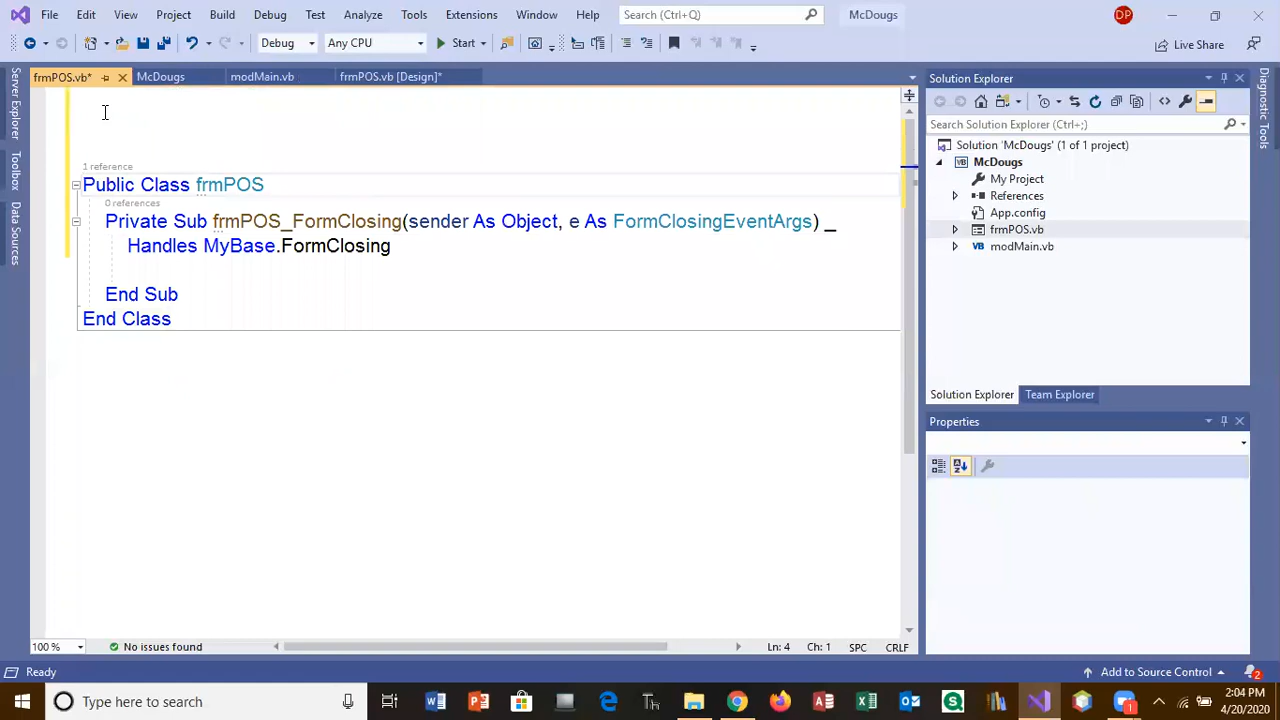 File Edit View Project Build Debug Test Analyze Tools Extensions Window Help Search (Ctrl+Q) McDougs DP
Debug Any CPU Start Live Share
frmPOS.vb* McDougs modMain.vb frmPOS.vb [Design]*
Server Explorer
Toolbox
Data Sources
1 reference
Public Class frmPOS
0 references
Private Sub frmPOS_FormClosing(sender As Object, e As FormClosingEventArgs) _
Handles MyBase.FormClosing
End Sub
End Class
100 % No issues found Ln: 4 Ch: 1 SPC CRLF
Solution Explorer
Search Solution Explorer (Ctrl+;)
Solution 'McDougs' (1 of 1 project)
McDougs
My Project
References
App.config
frmPOS.vb
modMain.vb
Solution Explorer Team Explorer
Properties
Diagnostic Tools
Ready Add to Source Control 2
Type here to search
1
2:04 PM
4/20/2020